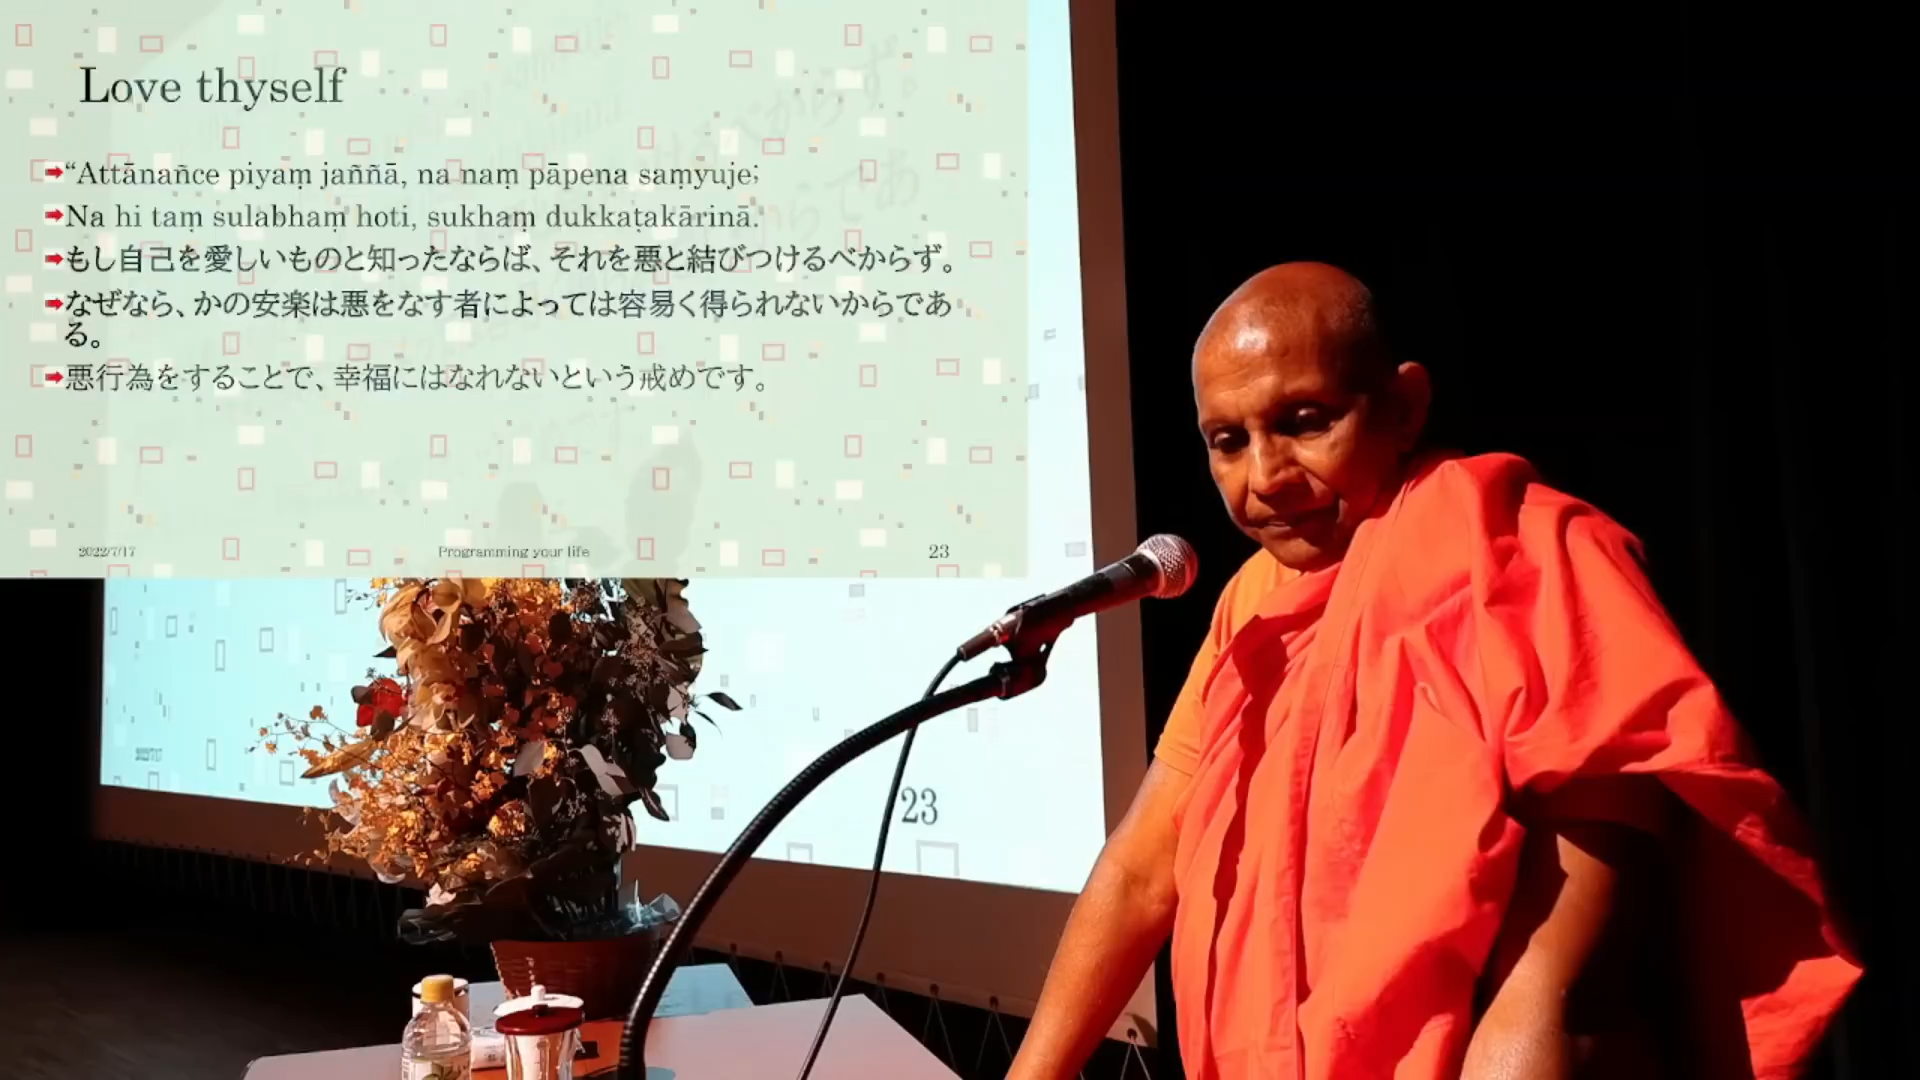 Love thyself
“Attānañce piyaṃ jaññā, na naṃ pāpena saṃyuje;
Na hi taṃ sulabhaṃ hoti, sukhaṃ dukkaṭakārinā.
もし自己を愛しいものと知ったならば、それを悪と結びつけるべからず。
なぜなら、かの安楽は悪をなす者によっては容易く得られないからであ
る。
悪行為をすることで、幸福にはなれないという戒めです。
2022/7/17 Programming your life 23
23